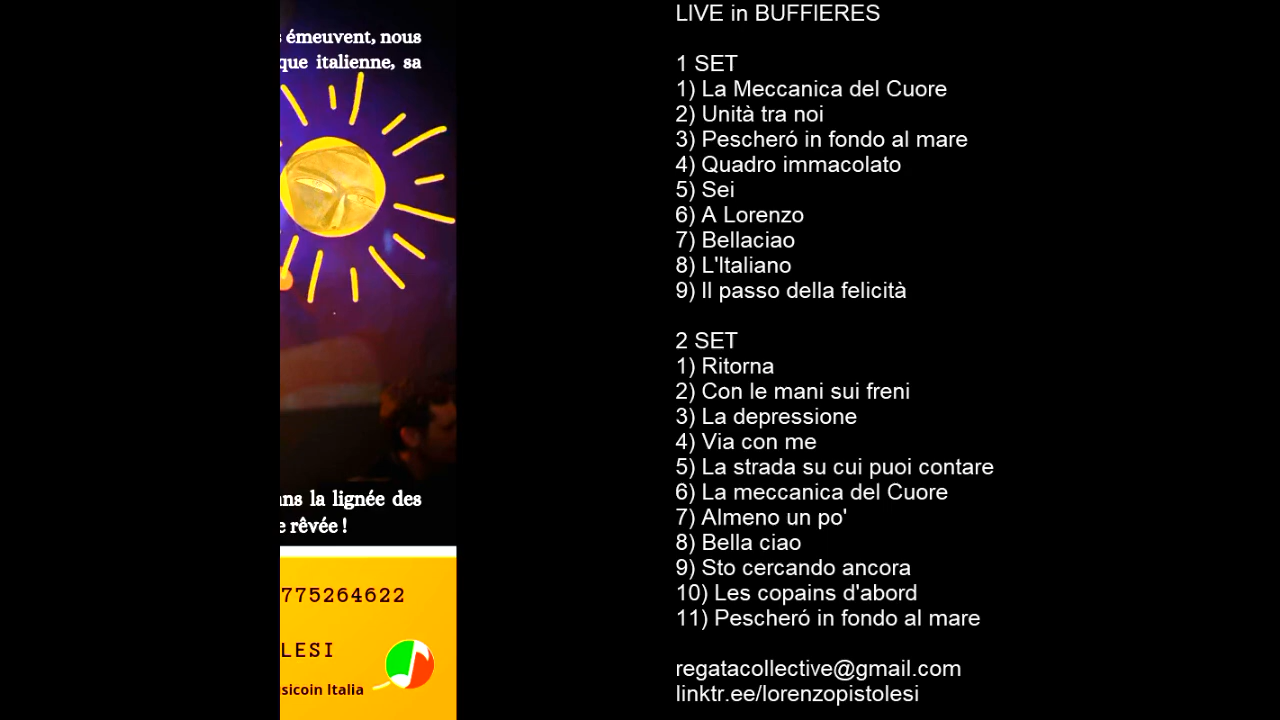 émeuvent, nous
que italienne, sa
ans la lignée des
e rêvée !
775264622
LESI
sicoin Italia
LIVE in BUFFIERES
1 SET
1) La Meccanica del Cuore
2) Unità tra noi
3) Pescheró in fondo al mare
4) Quadro immacolato
5) Sei
6) A Lorenzo
7) Bellaciao
8) L'Italiano
9) Il passo della felicità
2 SET
1) Ritorna
2) Con le mani sui freni
3) La depressione
4) Via con me
5) La strada su cui puoi contare
6) La meccanica del Cuore
7) Almeno un po'
8) Bella ciao
9) Sto cercando ancora
10) Les copains d'abord
11) Pescheró in fondo al mare
regatacollective@gmail.com
linktr.ee/lorenzopistolesi